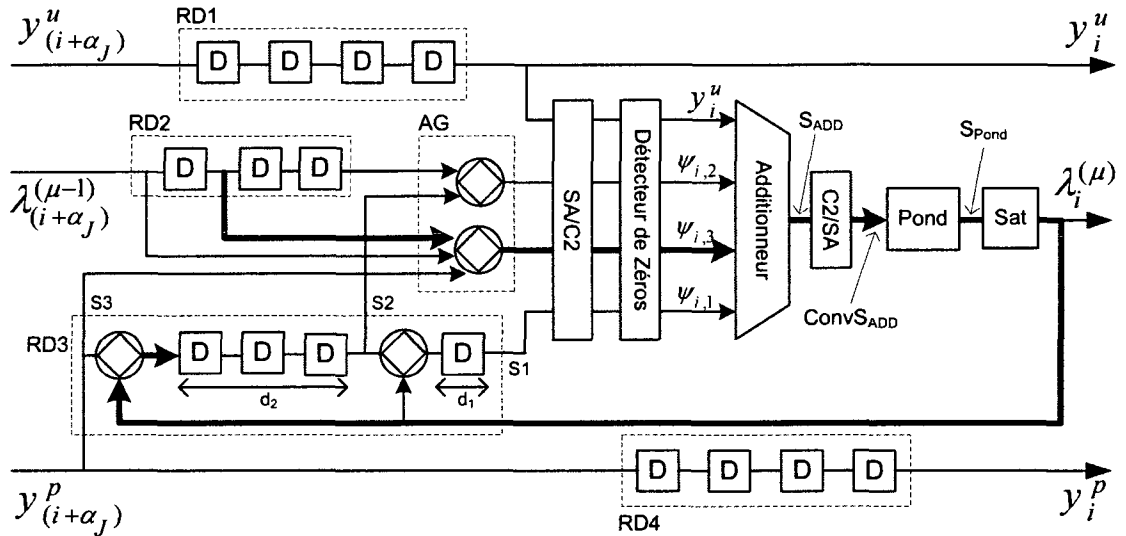 RD1
y^u_(i+α_J)
D D D D
y^u_i
RD2
AG
λ^(μ−1)_(i+α_J)
D D D
SA/C2
Détecteur de Zéros
y^u_i
ψ_i,2
ψ_i,3
ψ_i,1
Additionneur
S_ADD
C2/SA
ConvS_ADD
Pond
S_Pond
Sat
λ^(μ)_i
S3
S2
S1
RD3
D D D
D
d_2
d_1
y^p_(i+α_J)
D D D D
RD4
y^p_i